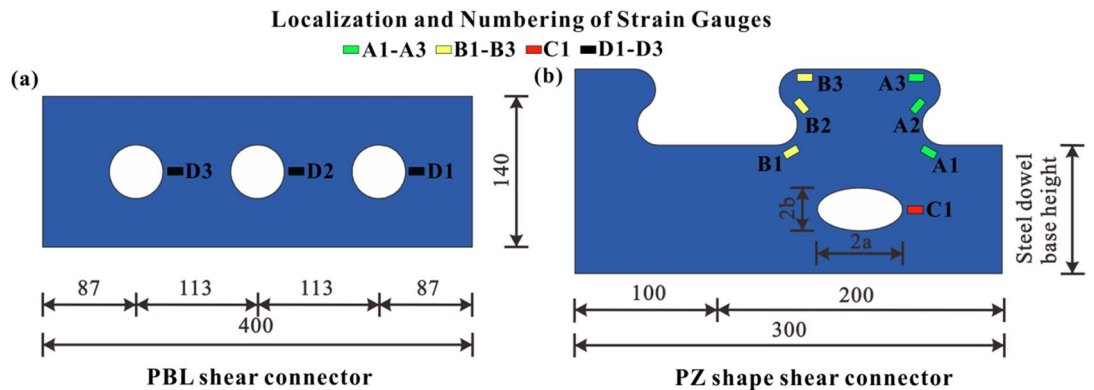 Localization and Numbering of Strain Gauges
A1-A3 B1-B3 C1 D1-D3
(a)
D3 D2 D1
140
87 113 113 87
400
PBL shear connector
(b)
B3 A3
B2 A2
B1 A1
2b
C1
2a
Steel dowel
base height
100 200
300
PZ shape shear connector